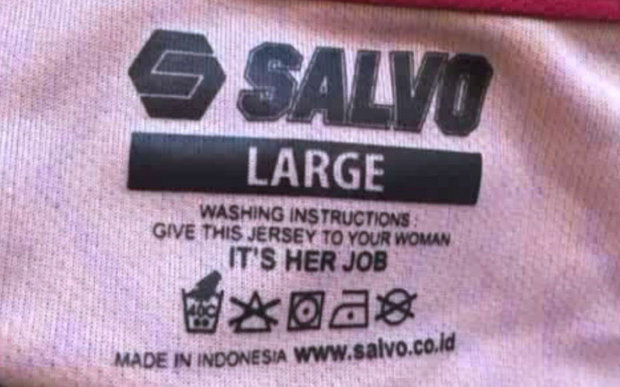 SALVO
LARGE
WASHING INSTRUCTIONS
GIVE THIS JERSEY TO YOUR WOMAN
IT'S HER JOB
40C
MADE IN INDONESIA www.salvo.co.id